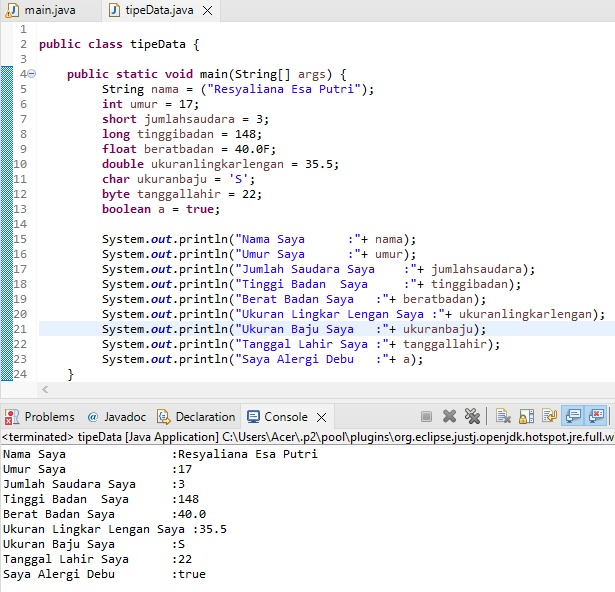 main.java tipeData.java
1
2 public class tipeData {
3
4 public static void main(String[] args) {
5 String nama = ("Resyaliana Esa Putri");
6 int umur = 17;
7 short jumlahsaudara = 3;
8 long tinggibadan = 148;
9 float beratbadan = 40.0F;
10 double ukuranlingkarlengan = 35.5;
11 char ukuranbaju = 'S';
12 byte tanggallahir = 22;
13 boolean a = true;
14
15 System.out.println("Nama Saya      :"+ nama);
16 System.out.println("Umur Saya      :"+ umur);
17 System.out.println("Jumlah Saudara Saya    :"+ jumlahsaudara);
18 System.out.println("Tinggi Badan  Saya     :"+ tinggibadan);
19 System.out.println("Berat Badan Saya   :"+ beratbadan);
20 System.out.println("Ukuran Lingkar Lengan Saya :"+ ukuranlingkarlengan);
21 System.out.println("Ukuran Baju Saya   :"+ ukuranbaju);
22 System.out.println("Tanggal Lahir Saya :"+ tanggallahir);
23 System.out.println("Saya Alergi Debu   :"+ a);
24 }
Problems @ Javadoc Declaration Console
<terminated> tipeData [Java Application] C:\Users\Acer\.p2\pool\plugins\org.eclipse.justj.openjdk.hotspot.jre.full.w
Nama Saya              :Resyaliana Esa Putri
Umur Saya              :17
Jumlah Saudara Saya    :3
Tinggi Badan  Saya     :148
Berat Badan Saya       :40.0
Ukuran Lingkar Lengan Saya :35.5
Ukuran Baju Saya       :S
Tanggal Lahir Saya     :22
Saya Alergi Debu       :true